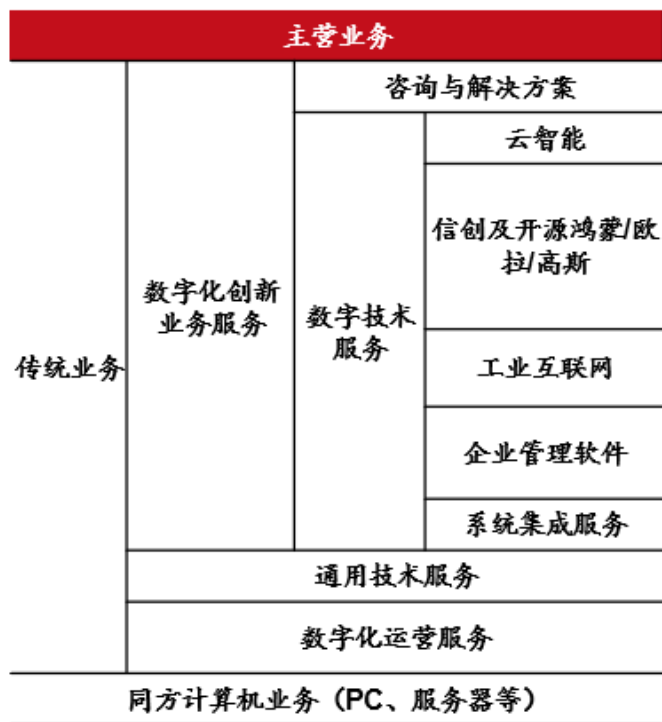 主营业务
咨询与解决方案
云智能
信创及开源鸿蒙/欧
拉/高斯
数字化创新
业务服务
数字技术
服务
传统业务
工业互联网
企业管理软件
系统集成服务
通用技术服务
数字化运营服务
同方计算机业务（PC、服务器等）